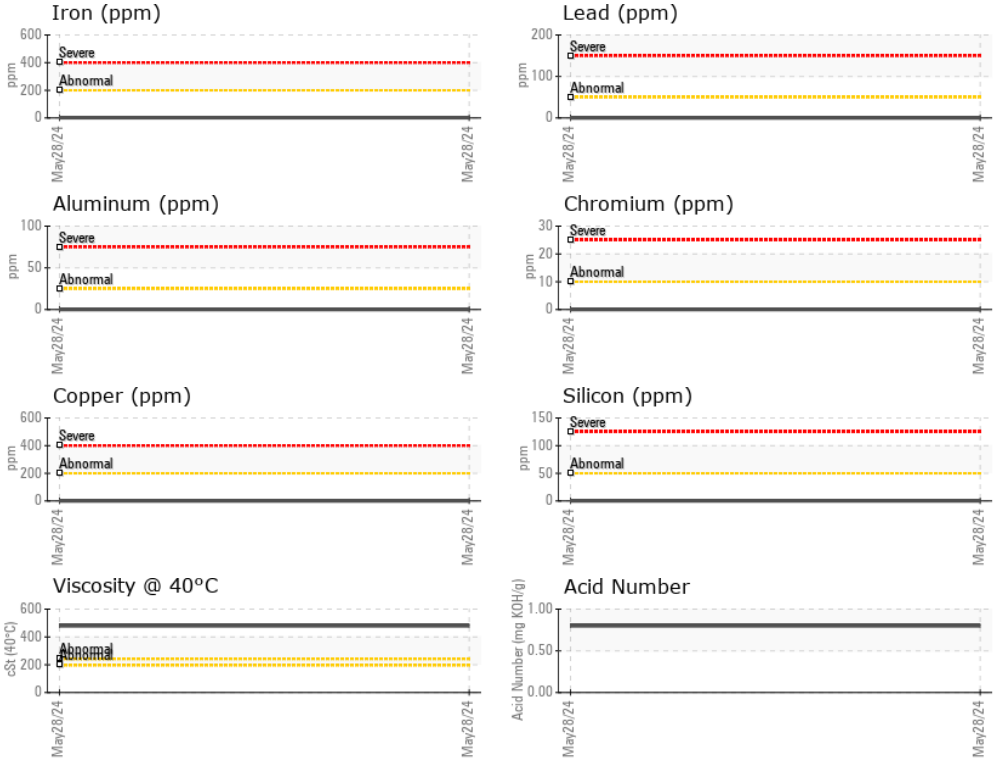 Iron (ppm)
600
400
200
0
ppm
Severe
Abnormal
May28/24
May28/24
Lead (ppm)
200
100
0
ppm
Severe
Abnormal
May28/24
May28/24
Aluminum (ppm)
100
50
0
ppm
Severe
Abnormal
May28/24
May28/24
Chromium (ppm)
30
20
10
0
ppm
Severe
Abnormal
May28/24
May28/24
Copper (ppm)
600
400
200
0
ppm
Severe
Abnormal
May28/24
May28/24
Silicon (ppm)
150
100
50
0
ppm
Severe
Abnormal
May28/24
May28/24
Viscosity @ 40°C
600
400
200
0
cSt (40°C)
Abnormal
Abnormal
May28/24
May28/24
Acid Number
1.00
0.50
0.00
Acid Number (mg KOH/g)
May28/24
May28/24